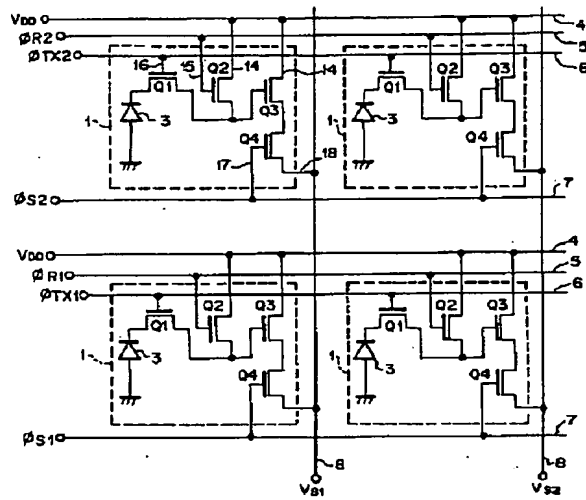 VDD 4
ØR2 5
ØTX2 6
16 15 Q2 14 14 Q2
Q1 Q3 Q1 Q3
1 3 1 3
Q4 Q4
17 18
ØS2 7
VDD 4
ØR1 5
ØTX1 6
Q2 Q3 Q2 Q3
Q1 Q1
1 3 1 3
Q4 Q4
ØS1 7
8 8
VS1 VS2